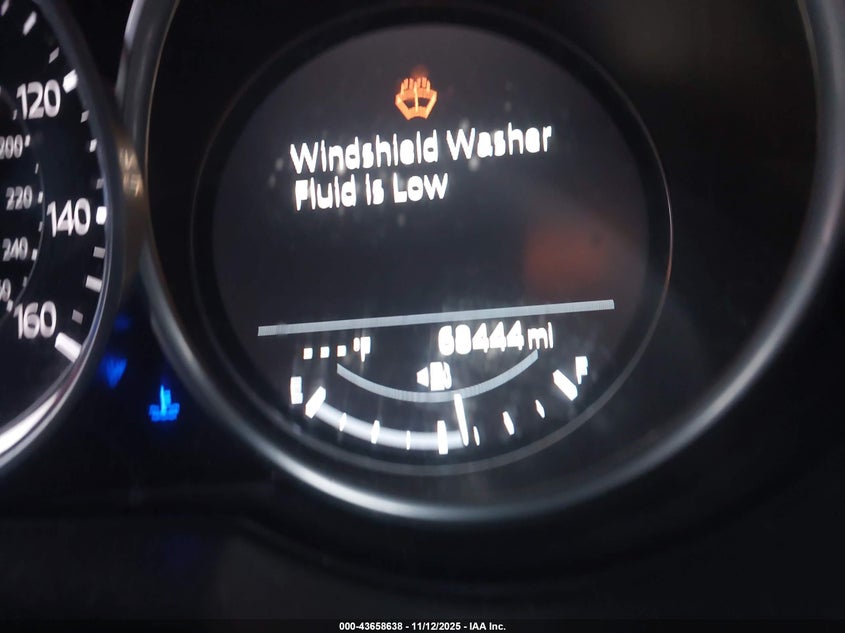 120
200
220
140
240
160
Windshield Washer
Fluid is Low
---°F
68444 mi
E
F
000-43658638 - 11/12/2025 - IAA Inc.